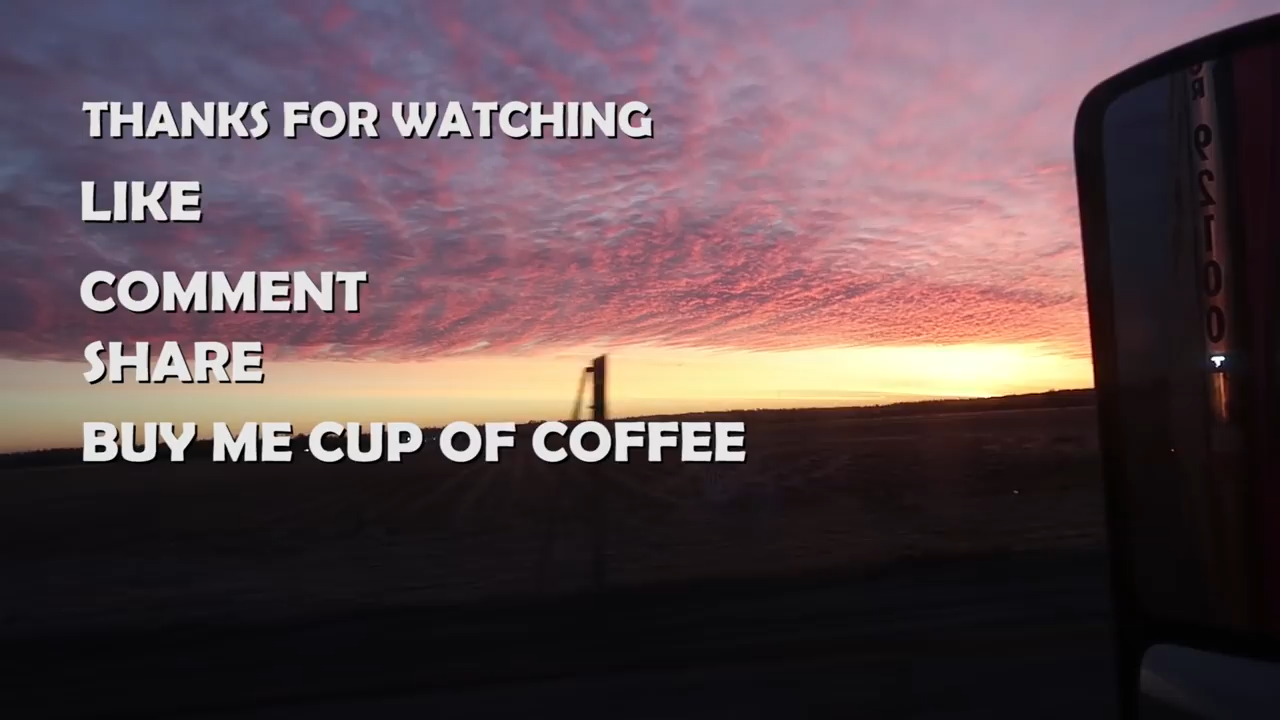 THANKS FOR WATCHING
LIKE
COMMENT
SHARE
BUY ME CUP OF COFFEE